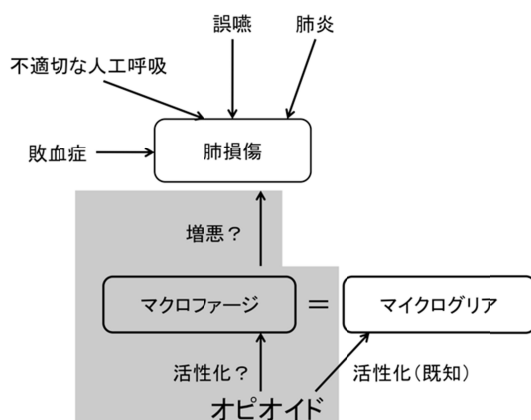 誤嚥
肺炎
不適切な人工呼吸
敗血症
肺損傷
増悪？
マクロファージ
＝
マイクログリア
活性化？
活性化（既知）
オピオイド